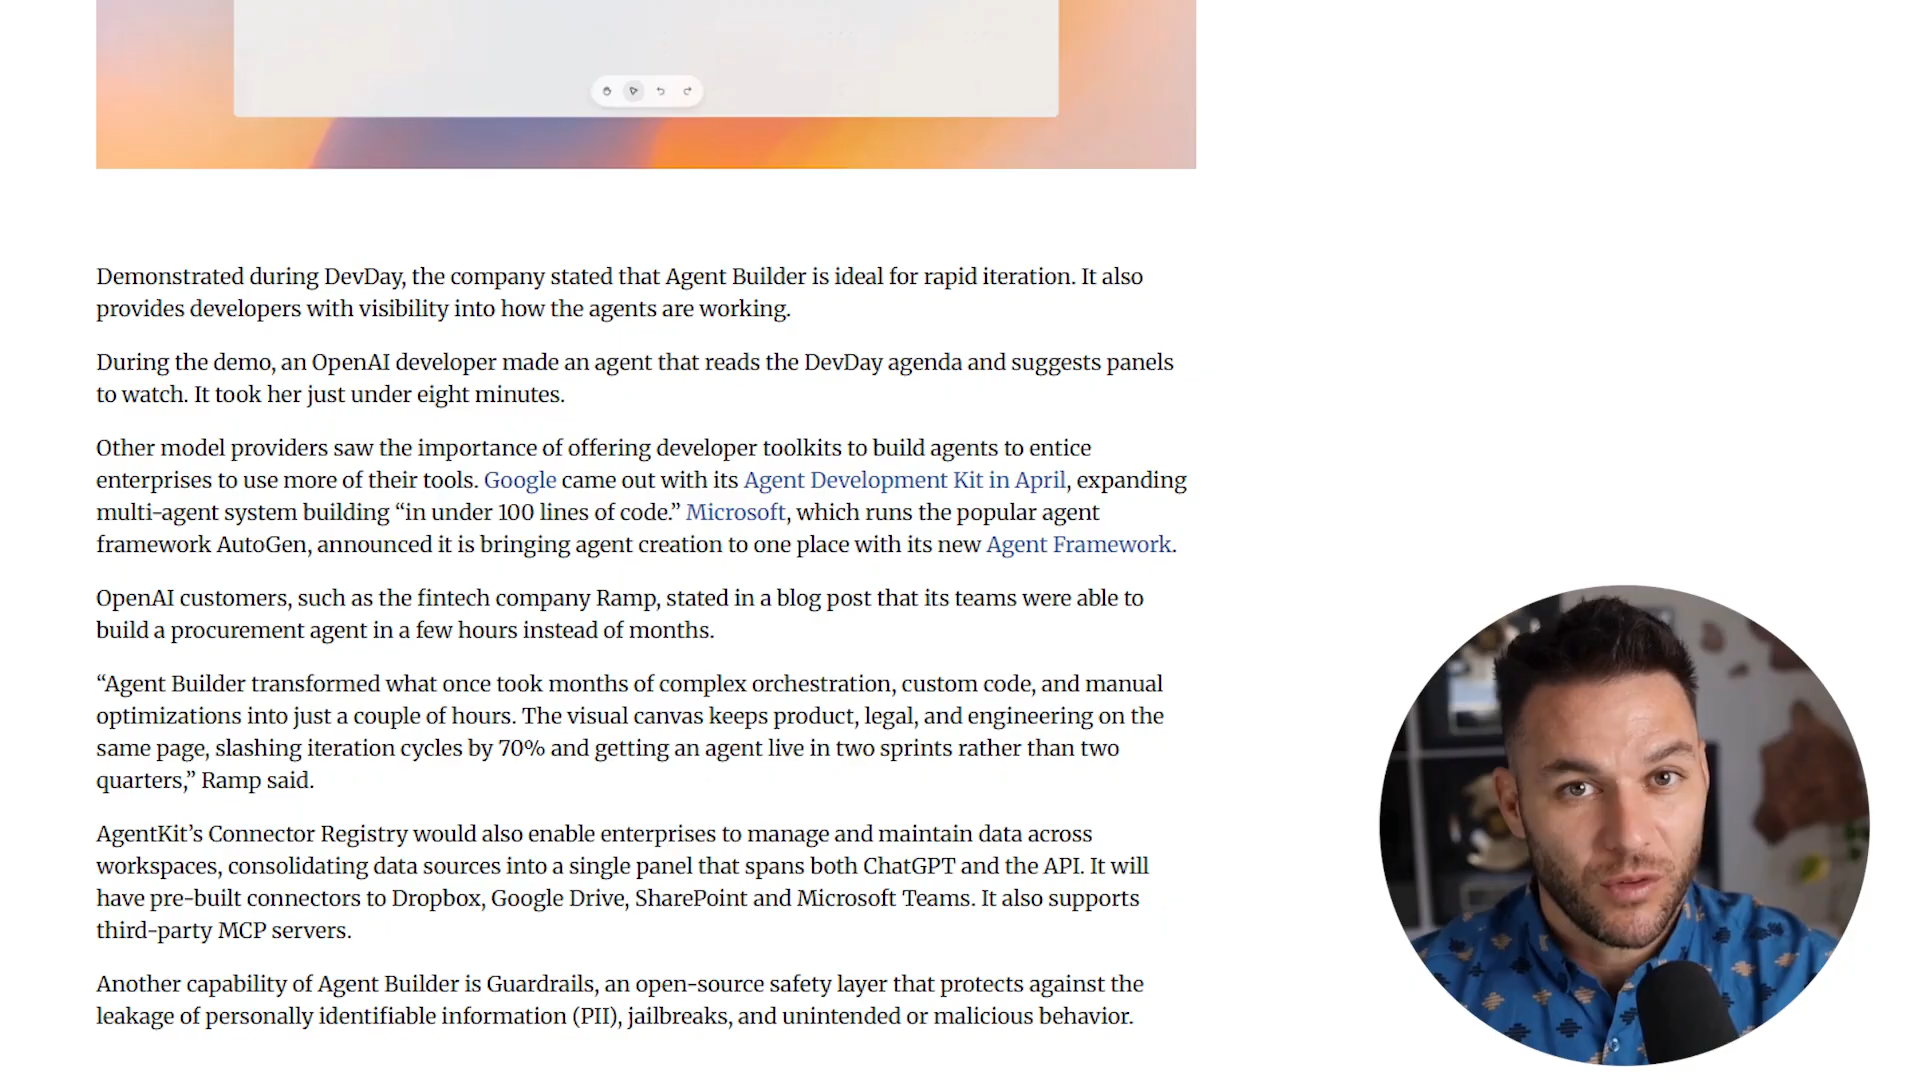 Demonstrated during DevDay, the company stated that Agent Builder is ideal for rapid iteration. It also
provides developers with visibility into how the agents are working.
During the demo, an OpenAI developer made an agent that reads the DevDay agenda and suggests panels
to watch. It took her just under eight minutes.
Other model providers saw the importance of offering developer toolkits to build agents to entice
enterprises to use more of their tools. Google came out with its Agent Development Kit in April, expanding
multi-agent system building “in under 100 lines of code.” Microsoft, which runs the popular agent
framework AutoGen, announced it is bringing agent creation to one place with its new Agent Framework.
OpenAI customers, such as the fintech company Ramp, stated in a blog post that its teams were able to
build a procurement agent in a few hours instead of months.
“Agent Builder transformed what once took months of complex orchestration, custom code, and manual
optimizations into just a couple of hours. The visual canvas keeps product, legal, and engineering on the
same page, slashing iteration cycles by 70% and getting an agent live in two sprints rather than two
quarters,” Ramp said.
AgentKit’s Connector Registry would also enable enterprises to manage and maintain data across
workspaces, consolidating data sources into a single panel that spans both ChatGPT and the API. It will
have pre-built connectors to Dropbox, Google Drive, SharePoint and Microsoft Teams. It also supports
third-party MCP servers.
Another capability of Agent Builder is Guardrails, an open-source safety layer that protects against the
leakage of personally identifiable information (PII), jailbreaks, and unintended or malicious behavior.